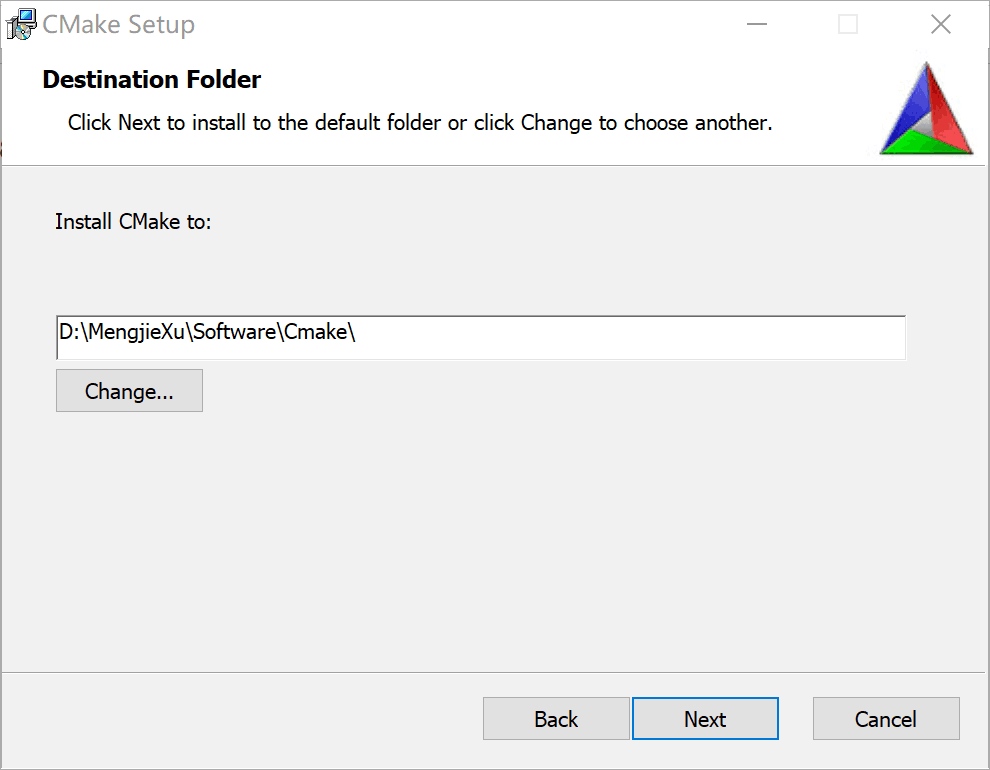 CMake Setup
Destination Folder
Click Next to install to the default folder or click Change to choose another.
Install CMake to:
D:\MengjieXu\Software\Cmake\
Change...
Back
Next
Cancel